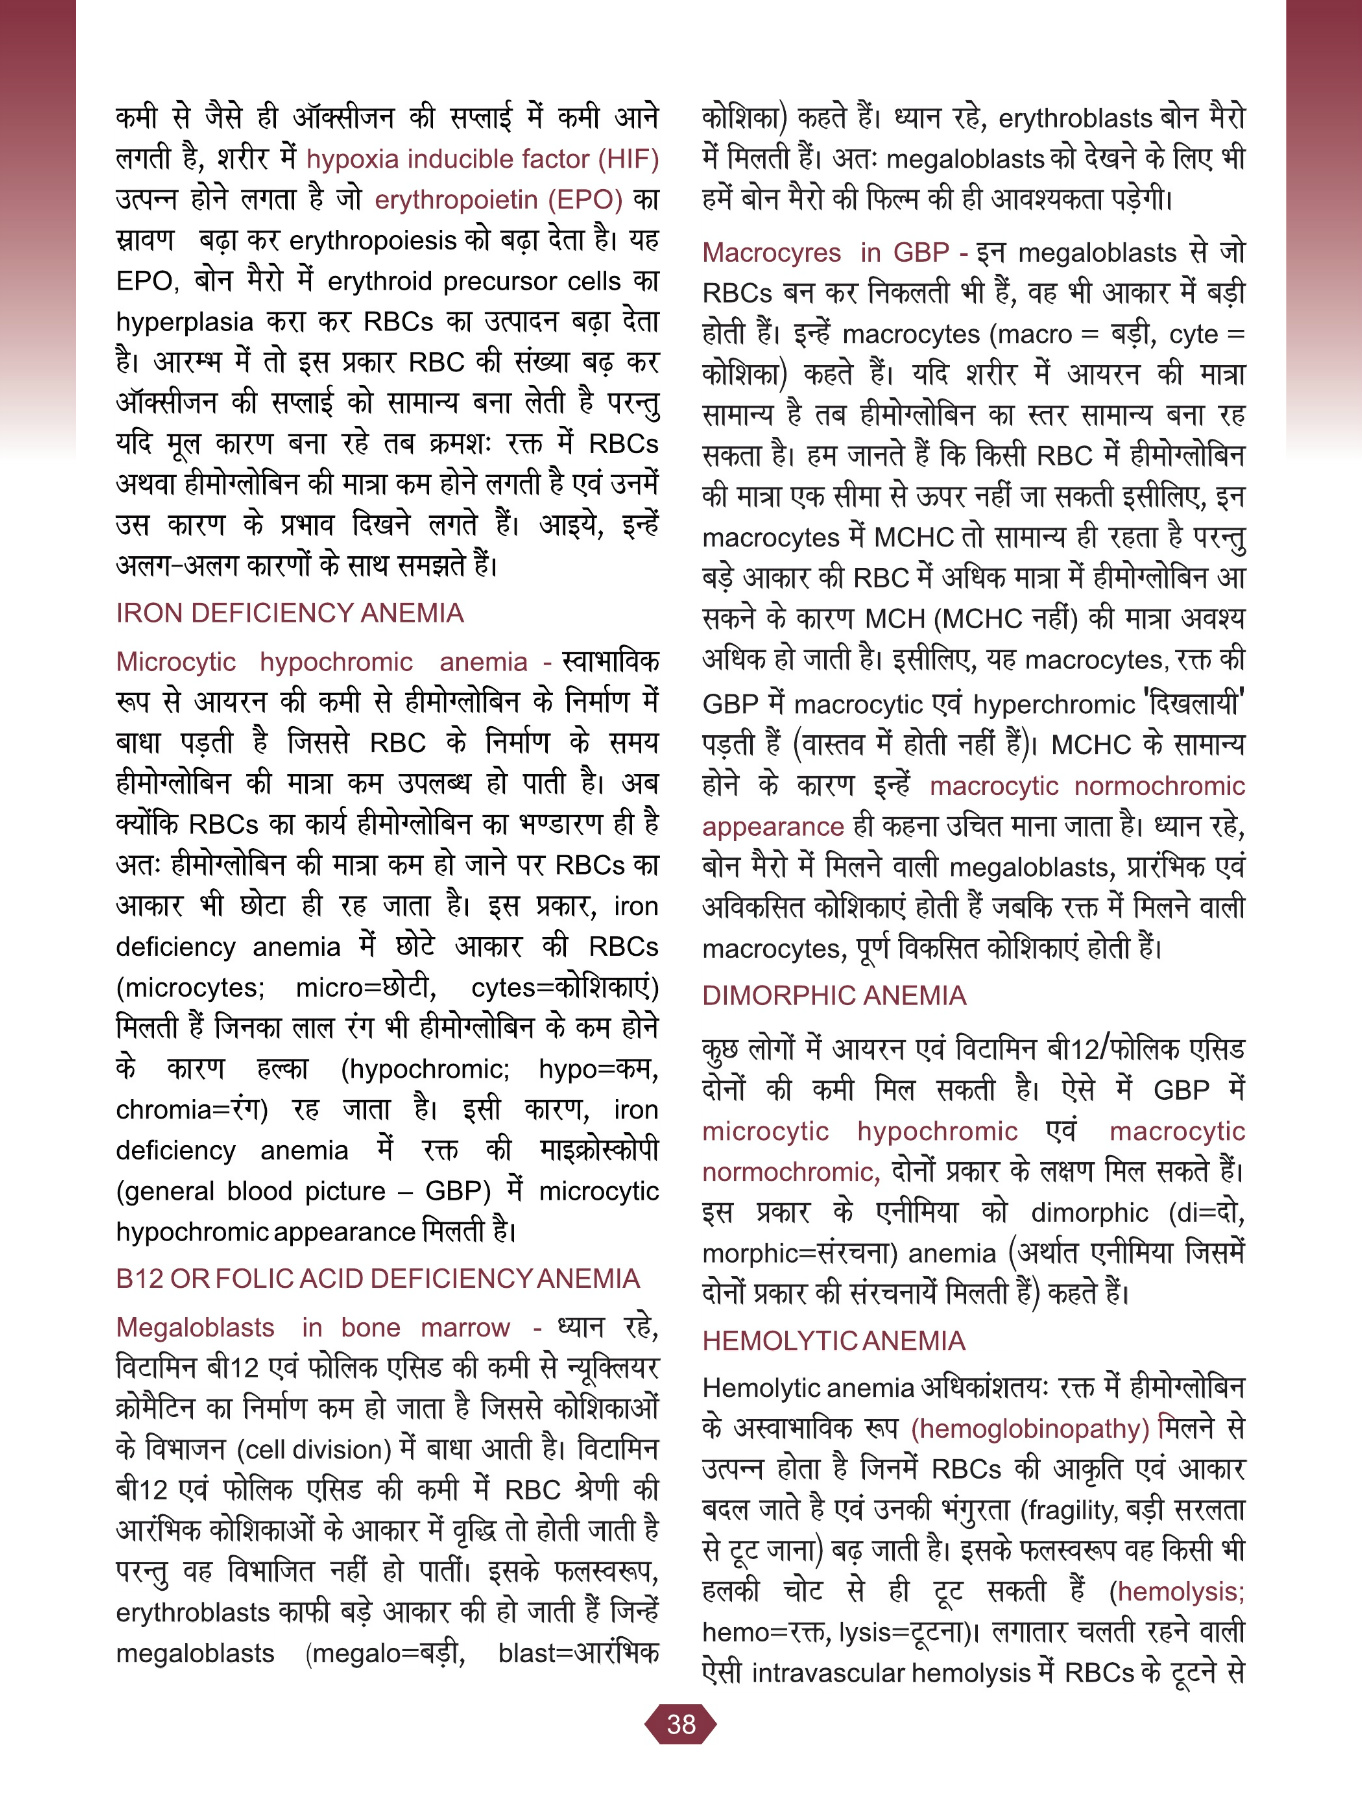 कमी से जैसे ही ऑक्सीजन की सप्लाई में कमी आने
लगती है, शरीर में hypoxia inducible factor (HIF)
उत्पन्न होने लगता है जो erythropoietin (EPO) का
स्रावण बढ़ा कर erythropoiesis को बढ़ा देता है। यह
EPO, बोन मैरो में erythroid precursor cells का
hyperplasia करा कर RBCs का उत्पादन बढ़ा देता
है। आरम्भ में तो इस प्रकार RBC की संख्या बढ़ कर
ऑक्सीजन की सप्लाई को सामान्य बना लेती है परन्तु
यदि मूल कारण बना रहे तब क्रमशः रक्त में RBCs
अथवा हीमोग्लोबिन की मात्रा कम होने लगती है एवं उनमें
उस कारण के प्रभाव दिखने लगते हैं। आइये, इन्हें
अलग-अलग कारणों के साथ समझते हैं।
IRON DEFICIENCY ANEMIA
Microcytic hypochromic anemia - स्वाभाविक
रूप से आयरन की कमी से हीमोग्लोबिन के निर्माण में
बाधा पड़ती है जिससे RBC के निर्माण के समय
हीमोग्लोबिन की मात्रा कम उपलब्ध हो पाती है। अब
क्योंकि RBCs का कार्य हीमोग्लोबिन का भण्डारण ही है
अतः हीमोग्लोबिन की मात्रा कम हो जाने पर RBCs का
आकार भी छोटा ही रह जाता है। इस प्रकार, iron
deficiency anemia में छोटे आकार की RBCs
(microcytes; micro=छोटी, cytes=कोशिकाएं)
मिलती हैं जिनका लाल रंग भी हीमोग्लोबिन के कम होने
के कारण हल्का (hypochromic; hypo=कम,
chromia=रंग) रह जाता है। इसी कारण, iron
deficiency anemia में रक्त की माइक्रोस्कोपी
(general blood picture – GBP) में microcytic
hypochromic appearance मिलती है।
B12 OR FOLIC ACID DEFICIENCY ANEMIA
Megaloblasts in bone marrow - ध्यान रहे,
विटामिन बी12 एवं फोलिक एसिड की कमी से न्यूक्लियर
क्रोमैटिन का निर्माण कम हो जाता है जिससे कोशिकाओं
के विभाजन (cell division) में बाधा आती है। विटामिन
बी12 एवं फोलिक एसिड की कमी में RBC श्रेणी की
आरंभिक कोशिकाओं के आकार में वृद्धि तो होती जाती है
परन्तु वह विभाजित नहीं हो पातीं। इसके फलस्वरूप,
erythroblasts काफी बड़े आकार की हो जाती हैं जिन्हें
megaloblasts (megalo=बड़ी, blast=आरंभिक
कोशिका) कहते हैं। ध्यान रहे, erythroblasts बोन मैरो
में मिलती हैं। अतः megaloblasts को देखने के लिए भी
हमें बोन मैरो की फिल्म की ही आवश्यकता पड़ेगी।
Macrocyres in GBP - इन megaloblasts से जो
RBCs बन कर निकलती भी हैं, वह भी आकार में बड़ी
होती हैं। इन्हें macrocytes (macro = बड़ी, cyte =
कोशिका) कहते हैं। यदि शरीर में आयरन की मात्रा
सामान्य है तब हीमोग्लोबिन का स्तर सामान्य बना रह
सकता है। हम जानते हैं कि किसी RBC में हीमोग्लोबिन
की मात्रा एक सीमा से ऊपर नहीं जा सकती इसीलिए, इन
macrocytes में MCHC तो सामान्य ही रहता है परन्तु
बड़े आकार की RBC में अधिक मात्रा में हीमोग्लोबिन आ
सकने के कारण MCH (MCHC नहीं) की मात्रा अवश्य
अधिक हो जाती है। इसीलिए, यह macrocytes, रक्त की
GBP में macrocytic एवं hyperchromic 'दिखलायी'
पड़ती हैं (वास्तव में होती नहीं हैं)। MCHC के सामान्य
होने के कारण इन्हें macrocytic normochromic
appearance ही कहना उचित माना जाता है। ध्यान रहे,
बोन मैरो में मिलने वाली megaloblasts, प्रारंभिक एवं
अविकसित कोशिकाएं होती हैं जबकि रक्त में मिलने वाली
macrocytes, पूर्ण विकसित कोशिकाएं होती हैं।
DIMORPHIC ANEMIA
कुछ लोगों में आयरन एवं विटामिन बी12/फोलिक एसिड
दोनों की कमी मिल सकती है। ऐसे में GBP में
microcytic hypochromic एवं macrocytic
normochromic, दोनों प्रकार के लक्षण मिल सकते हैं।
इस प्रकार के एनीमिया को dimorphic (di=दो,
morphic=संरचना) anemia (अर्थात एनीमिया जिसमें
दोनों प्रकार की संरचनायें मिलती हैं) कहते हैं।
HEMOLYTIC ANEMIA
Hemolytic anemia अधिकांशतयः रक्त में हीमोग्लोबिन
के अस्वाभाविक रूप (hemoglobinopathy) मिलने से
उत्पन्न होता है जिनमें RBCs की आकृति एवं आकार
बदल जाते है एवं उनकी भंगुरता (fragility, बड़ी सरलता
से टूट जाना) बढ़ जाती है। इसके फलस्वरूप वह किसी भी
हलकी चोट से ही टूट सकती हैं (hemolysis;
hemo=रक्त, lysis=टूटना)। लगातार चलती रहने वाली
ऐसी intravascular hemolysis में RBCs के टूटने से
38